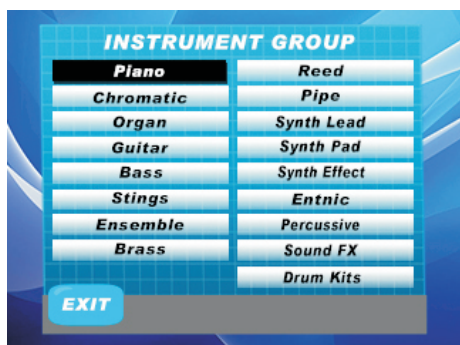 INSTRUMENT GROUP
Piano
Chromatic
Organ
Guitar
Bass
Stings
Ensemble
Brass
Reed
Pipe
Synth Lead
Synth Pad
Synth Effect
Entnic
Percussive
Sound FX
Drum Kits
EXIT